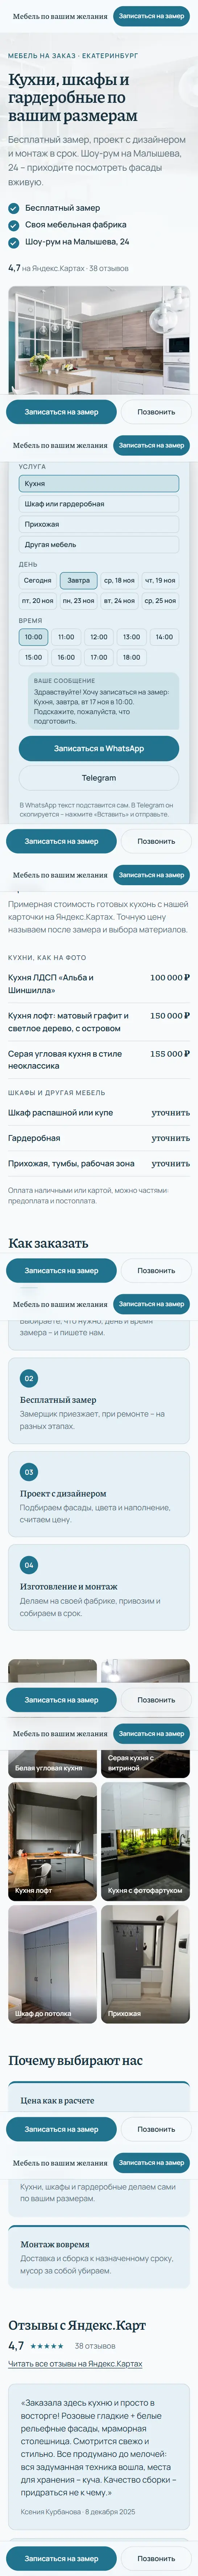 Мебель по вашим желания
Записаться на замер
МЕБЕЛЬ НА ЗАКАЗ · ЕКАТЕРИНБУРГ
Кухни, шкафы и
гардеробные по
вашим размерам
Бесплатный замер, проект с дизайнером
и монтаж в срок. Шоу-рум на Малышева,
24 – приходите посмотреть фасады
вживую.
Бесплатный замер
Своя мебельная фабрика
Шоу-рум на Малышева, 24
4,7 на Яндекс.Картах · 38 отзывов
Записаться на замер
Позвонить
Мебель по вашим желания
Записаться на замер
УСЛУГА
Кухня
Шкаф или гардеробная
Прихожая
Другая мебель
ДЕНЬ
Сегодня
Завтра
ср, 18 ноя
чт, 19 ноя
пт, 20 ноя
пн, 23 ноя
вт, 24 ноя
ср, 25 ноя
ВРЕМЯ
10:00
11:00
12:00
13:00
14:00
15:00
16:00
17:00
18:00
ВАШЕ СООБЩЕНИЕ
Здравствуйте! Хочу записаться на замер:
Кухня, завтра, вт 17 ноя в 10:00.
Подскажите, пожалуйста, что
подготовить.
Записаться в WhatsApp
Telegram
В WhatsApp текст подставится сам. В Telegram он
скопируется – нажмите «Вставить» и отправьте.
Записаться на замер
Позвонить
Мебель по вашим желания
Записаться на замер
Примерная стоимость готовых кухонь с нашей
карточки на Яндекс.Картах. Точную цену
называем после замера и выбора материалов.
КУХНИ, КАК НА ФОТО
Кухня ЛДСП «Альба и
Шиншилла»
100 000 ₽
Кухня лофт: матовый графит и
светлое дерево, с островом
150 000 ₽
Серая угловая кухня в стиле
неоклассика
155 000 ₽
ШКАФЫ И ДРУГАЯ МЕБЕЛЬ
Шкаф распашной или купе
уточнить
Гардеробная
уточнить
Прихожая, тумбы, рабочая зона
уточнить
Оплата наличными или картой, можно частями:
предоплата и постоплата.
Как заказать
Записаться на замер
Позвонить
Мебель по вашим желания
Записаться на замер
Выбираете, что нужно, день и время
замера – и пишете нам.
02
Бесплатный замер
Замерщик приезжает, при ремонте – на
разных этапах.
03
Проект с дизайнером
Подбираем фасады, цвета и наполнение,
считаем цену.
04
Изготовление и монтаж
Делаем на своей фабрике, привозим и
собираем в срок.
Записаться на замер
Позвонить
Мебель по вашим желания
Записаться на замер
Белая угловая кухня
Серая кухня с
витриной
Кухня лофт
Кухня с фотофартуком
Шкаф до потолка
Прихожая
Почему выбирают нас
Цена как в расчете
Записаться на замер
Позвонить
Мебель по вашим желания
Записаться на замер
Кухни, шкафы и гардеробные делаем сами
по вашим размерам.
Монтаж вовремя
Доставка и сборка к назначенному сроку,
мусор за собой убираем.
Отзывы с Яндекс.Карт
4,7 ★★★★★ 38 отзывов
Читать все отзывы на Яндекс.Картах
«Заказала здесь кухню и просто в
восторге! Розовые гладкие + белые
рельефные фасады, мраморная
столешница. Смотрится свежо и
стильно. Все продумано до мелочей:
вся задуманная техника вошла, места
для хранения – куча. Качество сборки –
придраться не к чему.»
Ксения Курбанова · 8 декабря 2025
Записаться на замер
Позвонить